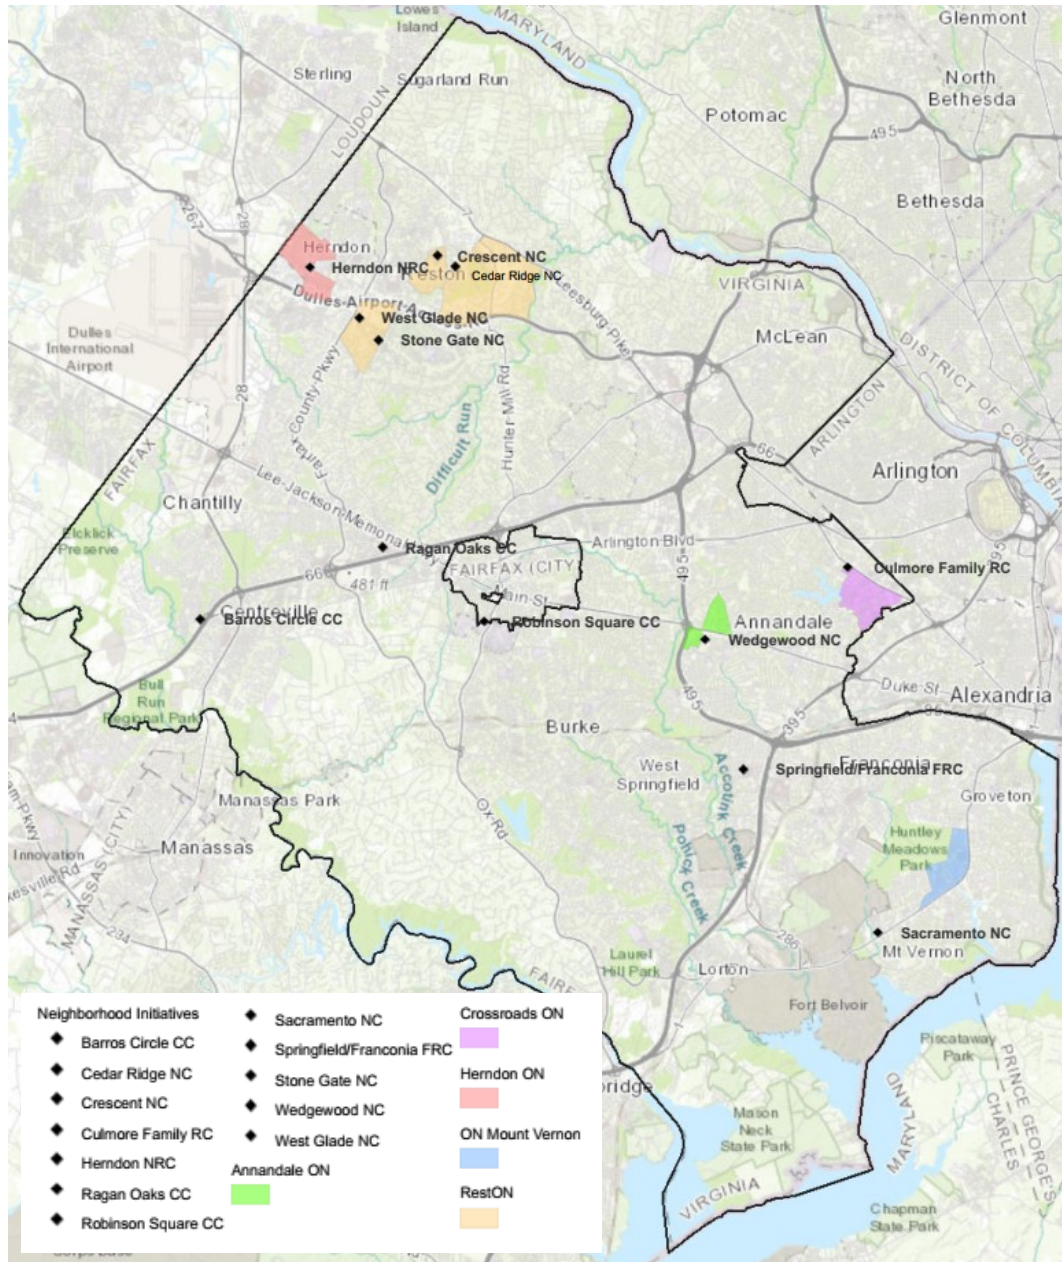 Lowes
Island
MARYLAND
Glenmont
Sterling
Sugarland Run
North
Bethesda
Potomac
495
LOUDOUN
Bethesda
267
28
7
Herndon
Crescent NC
Herndon NRC
Reston
Cedar Ridge NC
VIRGINIA
Dulles-Airport-A
Leesburg-Pike
West Glade NC
McLean
Dulles
International
Airport
Stone Gate NC
DISTRICT OF
COLUMBIA
ARLINGTON
28
Fairfax County-Pkwy
Hunter Mill Rd
Difficult Run
66
FAIRFAX
Lee-Jackson-Memorial
Arlington
Chantilly
Elcklick
Preserve
Ragan Oaks CC
Arlington Blvd
495
395
66
481 ft
FAIRFAX (CITY)
Culmore Family RC
Main-St
Centreville
Barros Circle CC
Robinson Square CC
Annandale
Wedgewood NC
Bull
Run
Regional Park
495
395
7
Duke St
Alexandria
Burke
West
Springfield
Accotink Creek
Springfield/Franconia FRC
Franconia
Groveton
Manassas Park
Ox-Rd
Innovation
Manassas
MANASSAS (CITY)
Pohick Creek
Huntley
Meadows
Park
234
286
Sacramento NC
Mt Vernon
Laurel
Hill Park
Lorton
Fort Belvoir
1
Piscataway
Park
PRINCE GEORGE'S
CHARLES
MARYLAND
bridge
Mason
Neck
State Park
VIRGINIA
Chapman
State Park
Neighborhood Initiatives
Barros Circle CC
Cedar Ridge NC
Crescent NC
Culmore Family RC
Herndon NRC
Ragan Oaks CC
Robinson Square CC
Sacramento NC
Springfield/Franconia FRC
Stone Gate NC
Wedgewood NC
West Glade NC
Annandale ON
Crossroads ON
Herndon ON
ON Mount Vernon
RestON